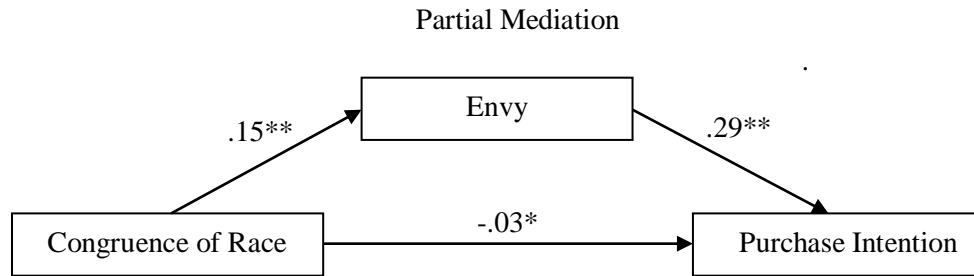 Partial Mediation
.
Envy
.15**
.29**
-.03*
Congruence of Race
Purchase Intention